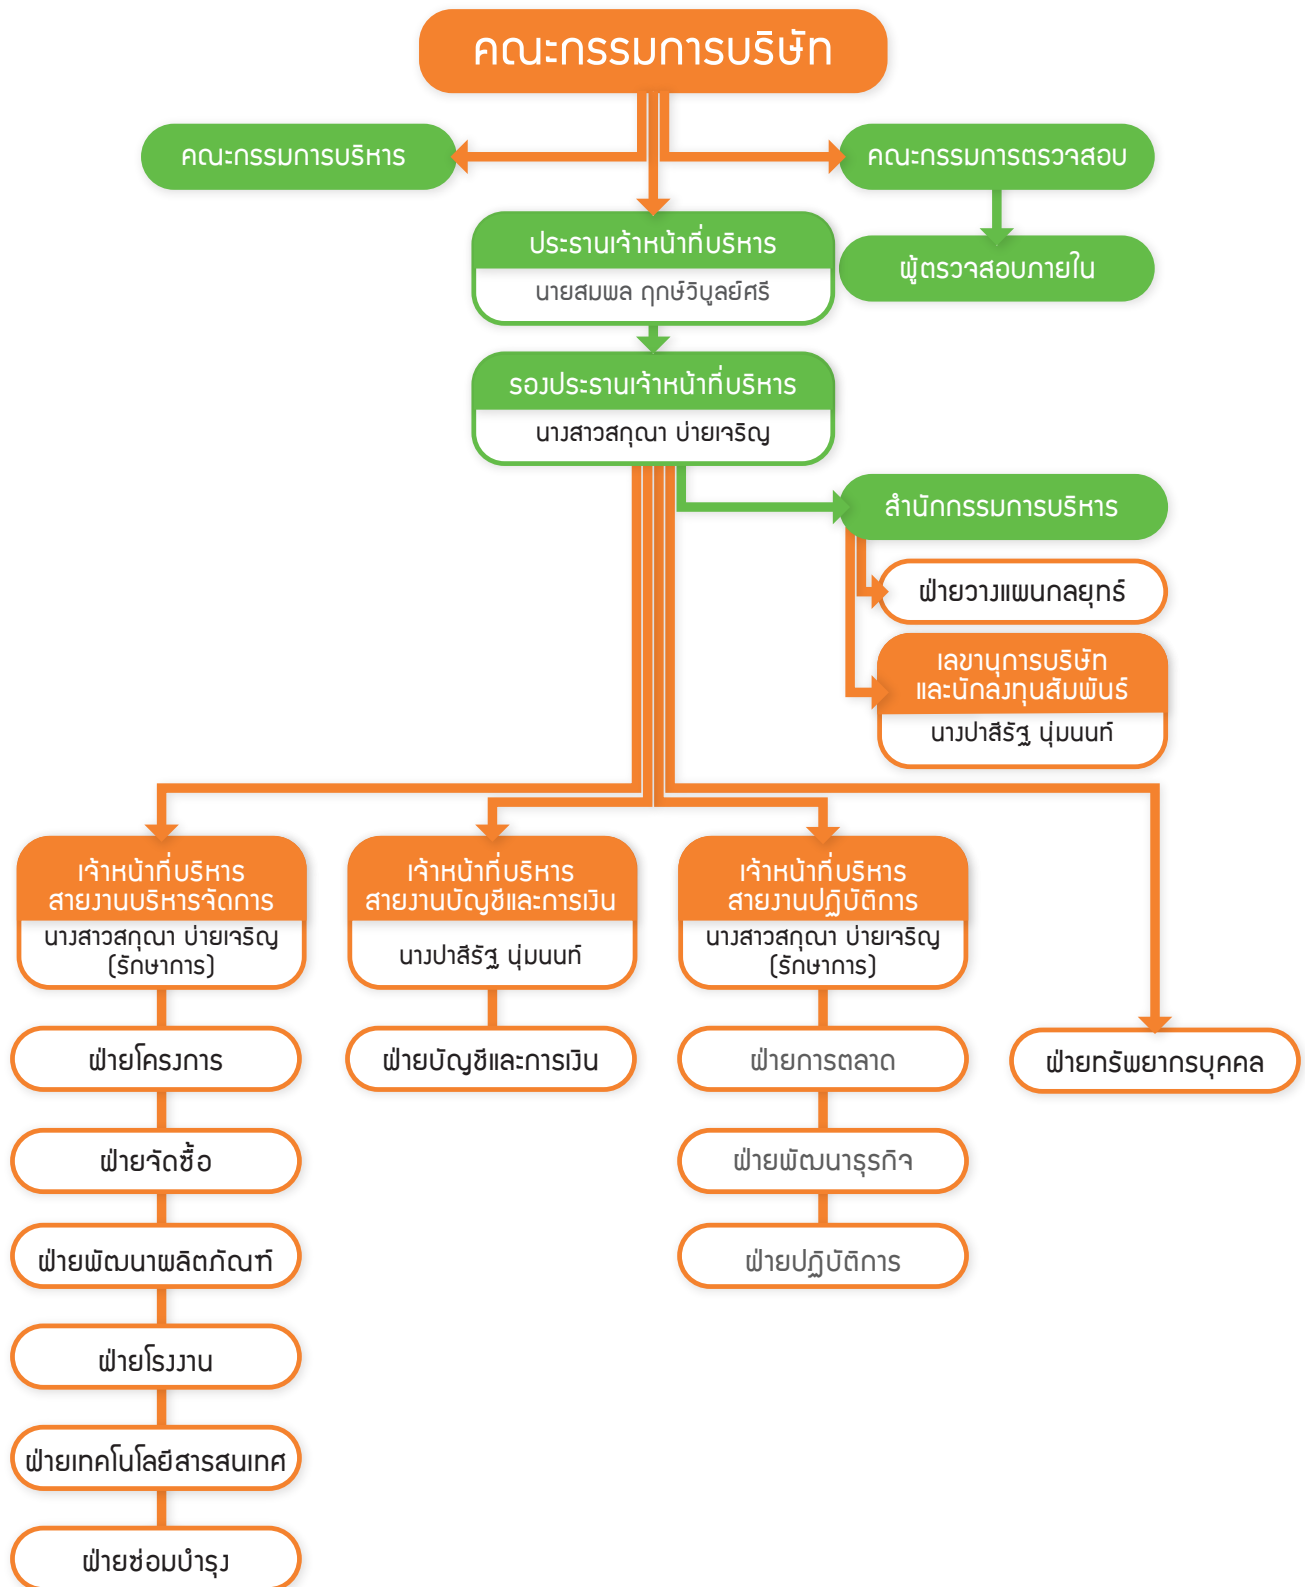 คณะกรรมการบริษัท
คณะกรรมการบริหาร
คณะกรรมการตรวจสอบ
ประธานเจ้าหน้าที่บริหาร
นายสมพล ฤกษ์วิบูลย์ศรี
ผู้ตรวจสอบภายใน
รองประธานเจ้าหน้าที่บริหาร
นางสาวสกุณา บ่ายเจริญ
สำนักกรรมการบริหาร
ฝ่ายวางแผนกลยุทธ์
เลขานุการบริษัท
และนักลงทุนสัมพันธ์
นางปาสีรัฐ นุ่มนนท์
เจ้าหน้าที่บริหาร
สายงานบริหารจัดการ
นางสาวสกุณา บ่ายเจริญ
(รักษาการ)
ฝ่ายโครงการ
ฝ่ายจัดซื้อ
ฝ่ายพัฒนาผลิตภัณฑ์
ฝ่ายโรงงาน
ฝ่ายเทคโนโลยีสารสนเทศ
ฝ่ายซ่อมบำรุง
เจ้าหน้าที่บริหาร
สายงานบัญชีและการเงิน
นางปาสีรัฐ นุ่มนนท์
ฝ่ายบัญชีและการเงิน
เจ้าหน้าที่บริหาร
สายงานปฏิบัติการ
นางสาวสกุณา บ่ายเจริญ
(รักษาการ)
ฝ่ายการตลาด
ฝ่ายพัฒนาธุรกิจ
ฝ่ายปฏิบัติการ
ฝ่ายทรัพยากรบุคคล